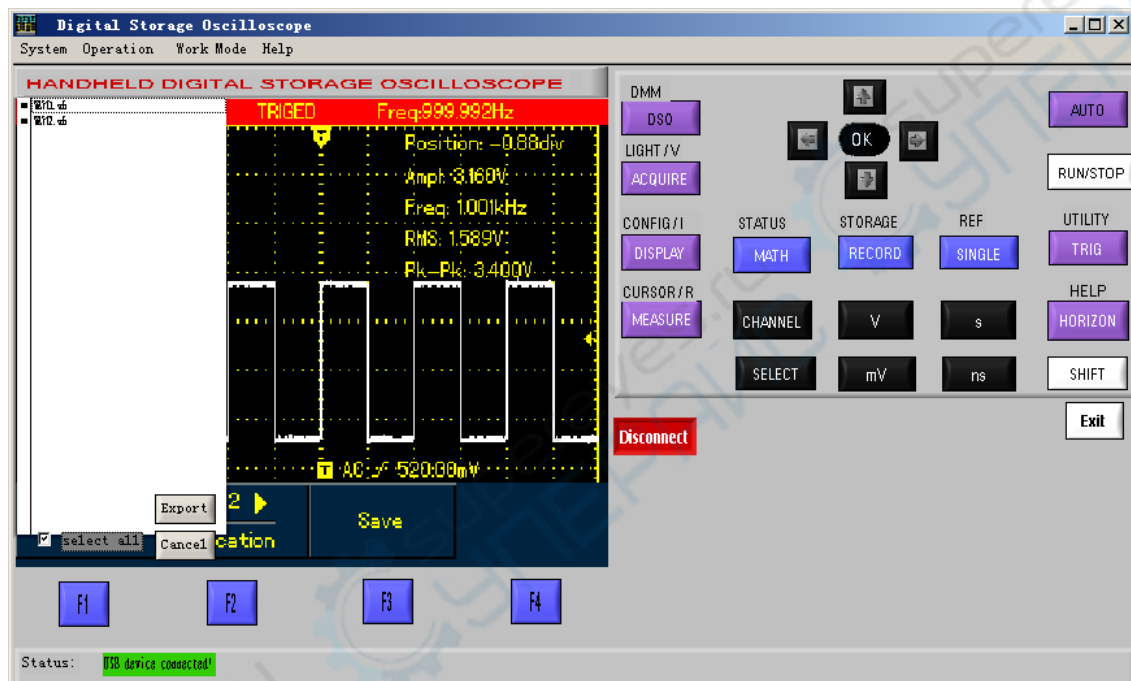 Digital Storage Oscilloscope
System Operation Work Mode Help
HANDHELD DIGITAL STORAGE OSCILLOSCOPE
TRIGED Freq:999.992Hz
Position: -0.88div
Ampl: 3.160V
Freq: 1.001kHz
RMS: 1.589V
Pk-Pk: 3.400V
T
T AC 520.00mV
2
Save
cation
Export
select all
Cancel
F1 F2 F3 F4
Status: USB device connected!
DMM
DSO
OK
AUTO
LIGHT/V
ACQUIRE
RUN/STOP
CONFIG/I STATUS STORAGE REF UTILITY
DISPLAY MATH RECORD SINGLE TRIG
CURSOR/R HELP
MEASURE CHANNEL V s HORIZON
SELECT mV ns SHIFT
Disconnect
Exit